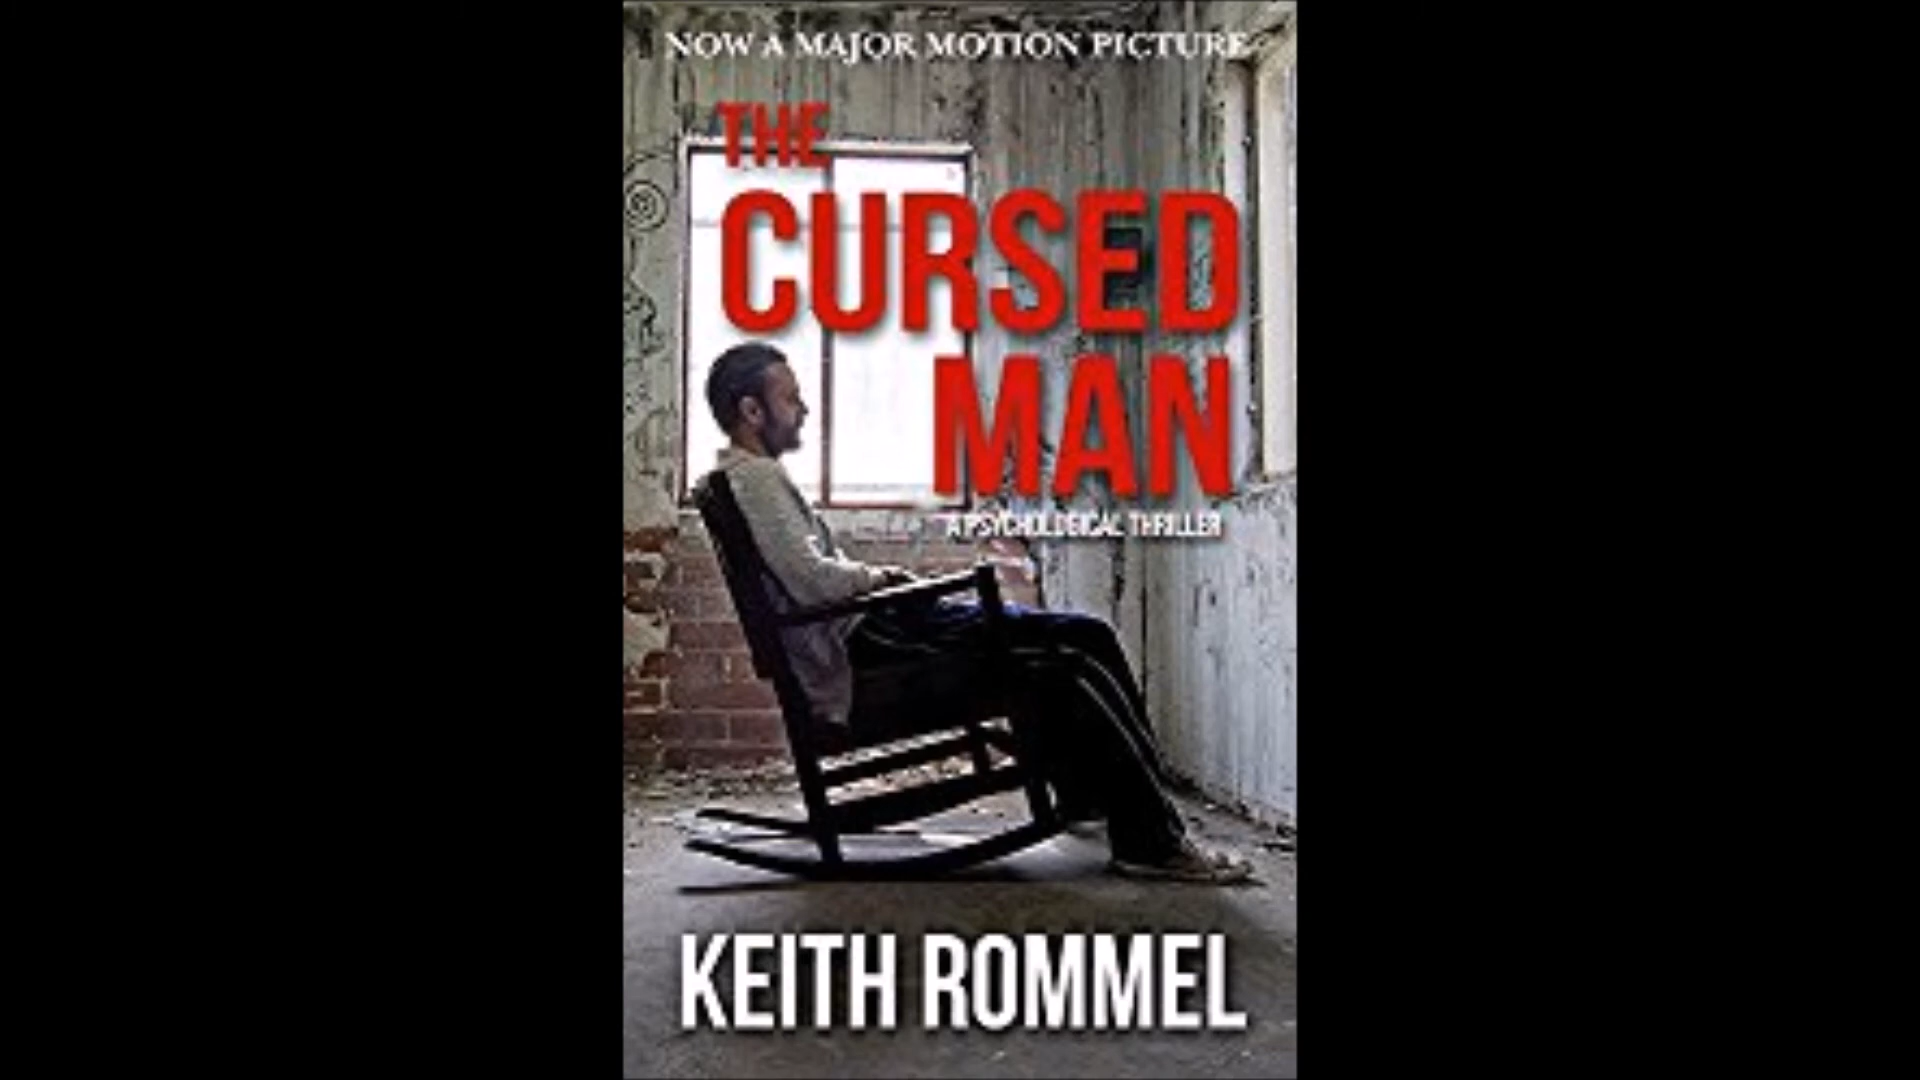 NOW A MAJOR MOTION PICTURE
THE
CURSED
MAN
A PSYCHOLOGICAL THRILLER
KEITH ROMMEL